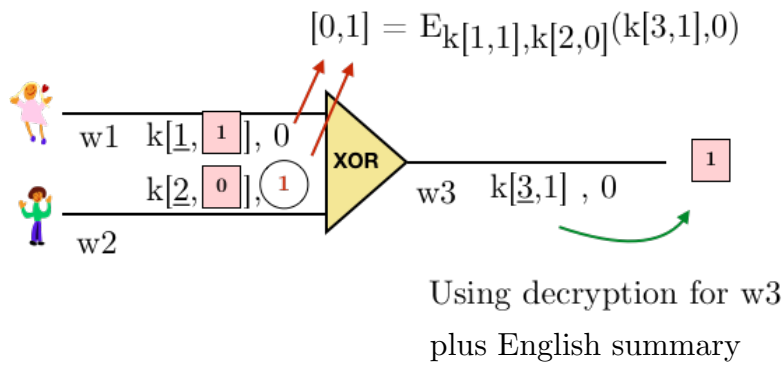 [0,1] = E_{k[1,1],k[2,0]}(k[3,1],0)
w1 k[1, 1 ], 0
k[2, 0 ], 1
XOR
w3 k[3,1] , 0
1
w2
Using decryption for w3
plus English summary